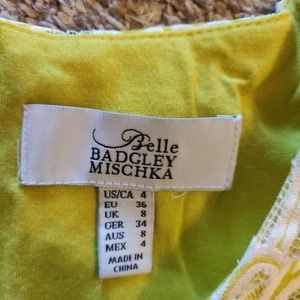 Belle
BADGLEY
MISCHKA
US/CA 4
EU 36
UK 8
GER 34
AUS 8
MEX 4
MADE IN
CHINA